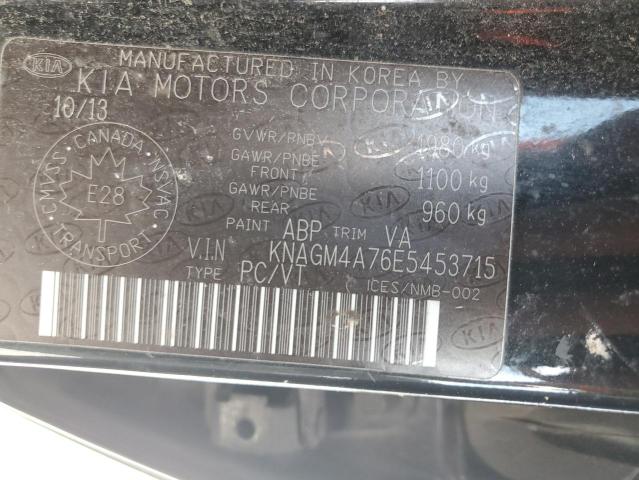 KIA
MANUFACTURED IN KOREA BY
KIA MOTORS CORPORATION
10/13
CMVSS · CANADA · NSVAC
E28
TRANSPORT
GVWR/PNBV 1980 kg
GAWR/PNBE FRONT 1100 kg
GAWR/PNBE REAR 960 kg
PAINT ABP TRIM VA
V.I.N KNAGM4A76E5453715
TYPE PC/VT
ICES/NMB-002